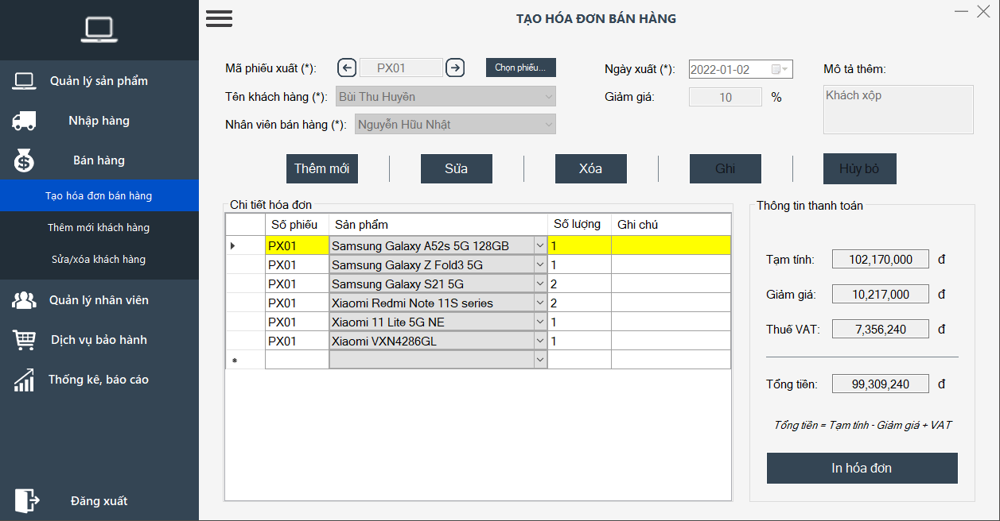 TẠO HÓA ĐƠN BÁN HÀNG
Quản lý sản phẩm
Nhập hàng
Bán hàng
Tạo hóa đơn bán hàng
Thêm mới khách hàng
Sửa/xóa khách hàng
Quản lý nhân viên
Dịch vụ bảo hành
Thống kê, báo cáo
Đăng xuất
Mã phiếu xuất (*): PX01 Chọn phiếu...
Tên khách hàng (*): Bùi Thu Huyền
Nhân viên bán hàng (*): Nguyễn Hữu Nhật
Ngày xuất (*): 2022-01-02
Giảm giá: 10 %
Mô tả thêm:
Khách xộp
Thêm mới Sửa Xóa Ghi Hủy bỏ
Chi tiết hóa đơn
Số phiếu Sản phẩm Số lượng Ghi chú
PX01 Samsung Galaxy A52s 5G 128GB 1
PX01 Samsung Galaxy Z Fold3 5G 1
PX01 Samsung Galaxy S21 5G 2
PX01 Xiaomi Redmi Note 11S series 2
PX01 Xiaomi 11 Lite 5G NE 1
PX01 Xiaomi VXN4286GL 1
Thông tin thanh toán
Tạm tính: 102,170,000 đ
Giảm giá: 10,217,000 đ
Thuế VAT: 7,356,240 đ
Tổng tiền: 99,309,240 đ
Tổng tiền = Tạm tính - Giảm giá + VAT
In hóa đơn